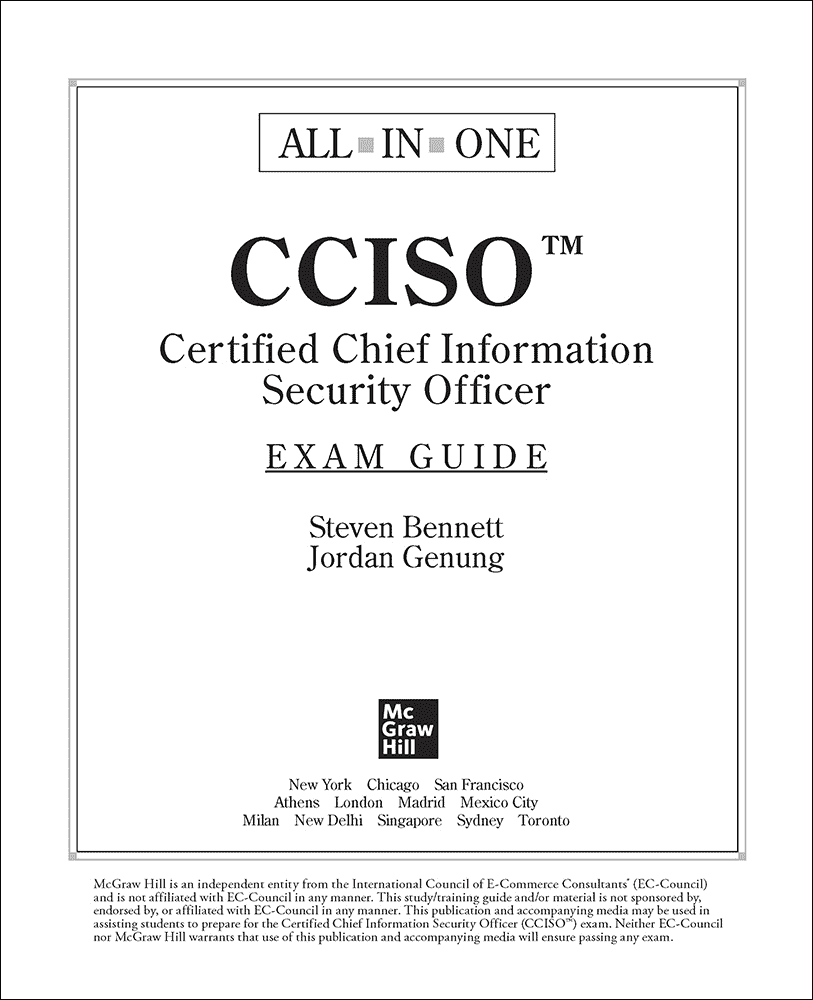 ALL ■ IN ■ ONE
CCISO™
Certified Chief Information
Security Officer
EXAM GUIDE
Steven Bennett
Jordan Genung
Mc
Graw
Hill
New York Chicago San Francisco
Athens London Madrid Mexico City
Milan New Delhi Singapore Sydney Toronto
McGraw Hill is an independent entity from the International Council of E-Commerce Consultants® (EC-Council)
and is not affiliated with EC-Council in any manner. This study/training guide and/or material is not sponsored by,
endorsed by, or affiliated with EC-Council in any manner. This publication and accompanying media may be used in
assisting students to prepare for the Certified Chief Information Security Officer (CCISO™) exam. Neither EC-Council
nor McGraw Hill warrants that use of this publication and accompanying media will ensure passing any exam.